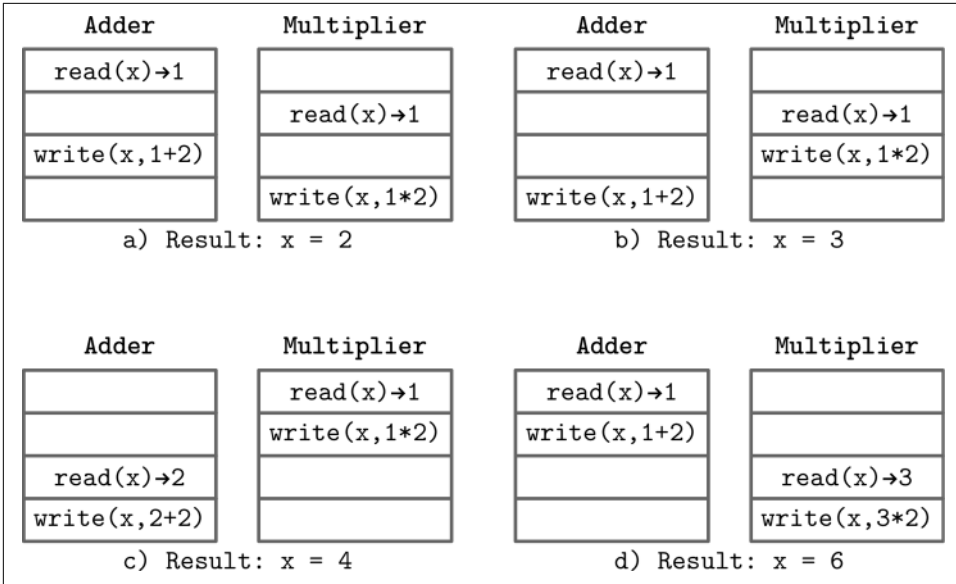 Adder Multiplier
read(x)→1
read(x)→1
write(x,1+2)
write(x,1*2)
a) Result: x = 2
Adder Multiplier
read(x)→1
read(x)→1
write(x,1*2)
write(x,1+2)
b) Result: x = 3
Adder Multiplier
read(x)→1
write(x,1*2)
read(x)→2
write(x,2+2)
c) Result: x = 4
Adder Multiplier
read(x)→1
write(x,1+2)
read(x)→3
write(x,3*2)
d) Result: x = 6